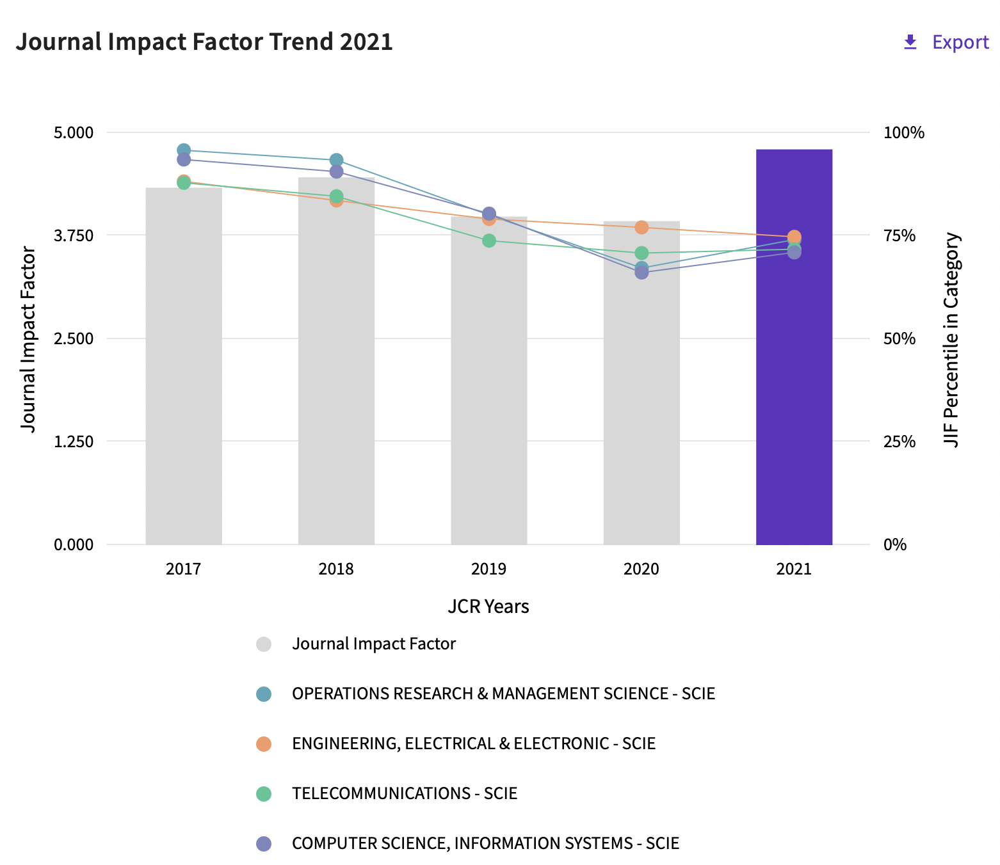 Journal Impact Factor Trend 2021
Export
5.000
3.750
2.500
1.250
0.000
Journal Impact Factor
100%
75%
50%
25%
0%
JIF Percentile in Category
2017 2018 2019 2020 2021
JCR Years
Journal Impact Factor
OPERATIONS RESEARCH & MANAGEMENT SCIENCE - SCIE
ENGINEERING, ELECTRICAL & ELECTRONIC - SCIE
TELECOMMUNICATIONS - SCIE
COMPUTER SCIENCE, INFORMATION SYSTEMS - SCIE